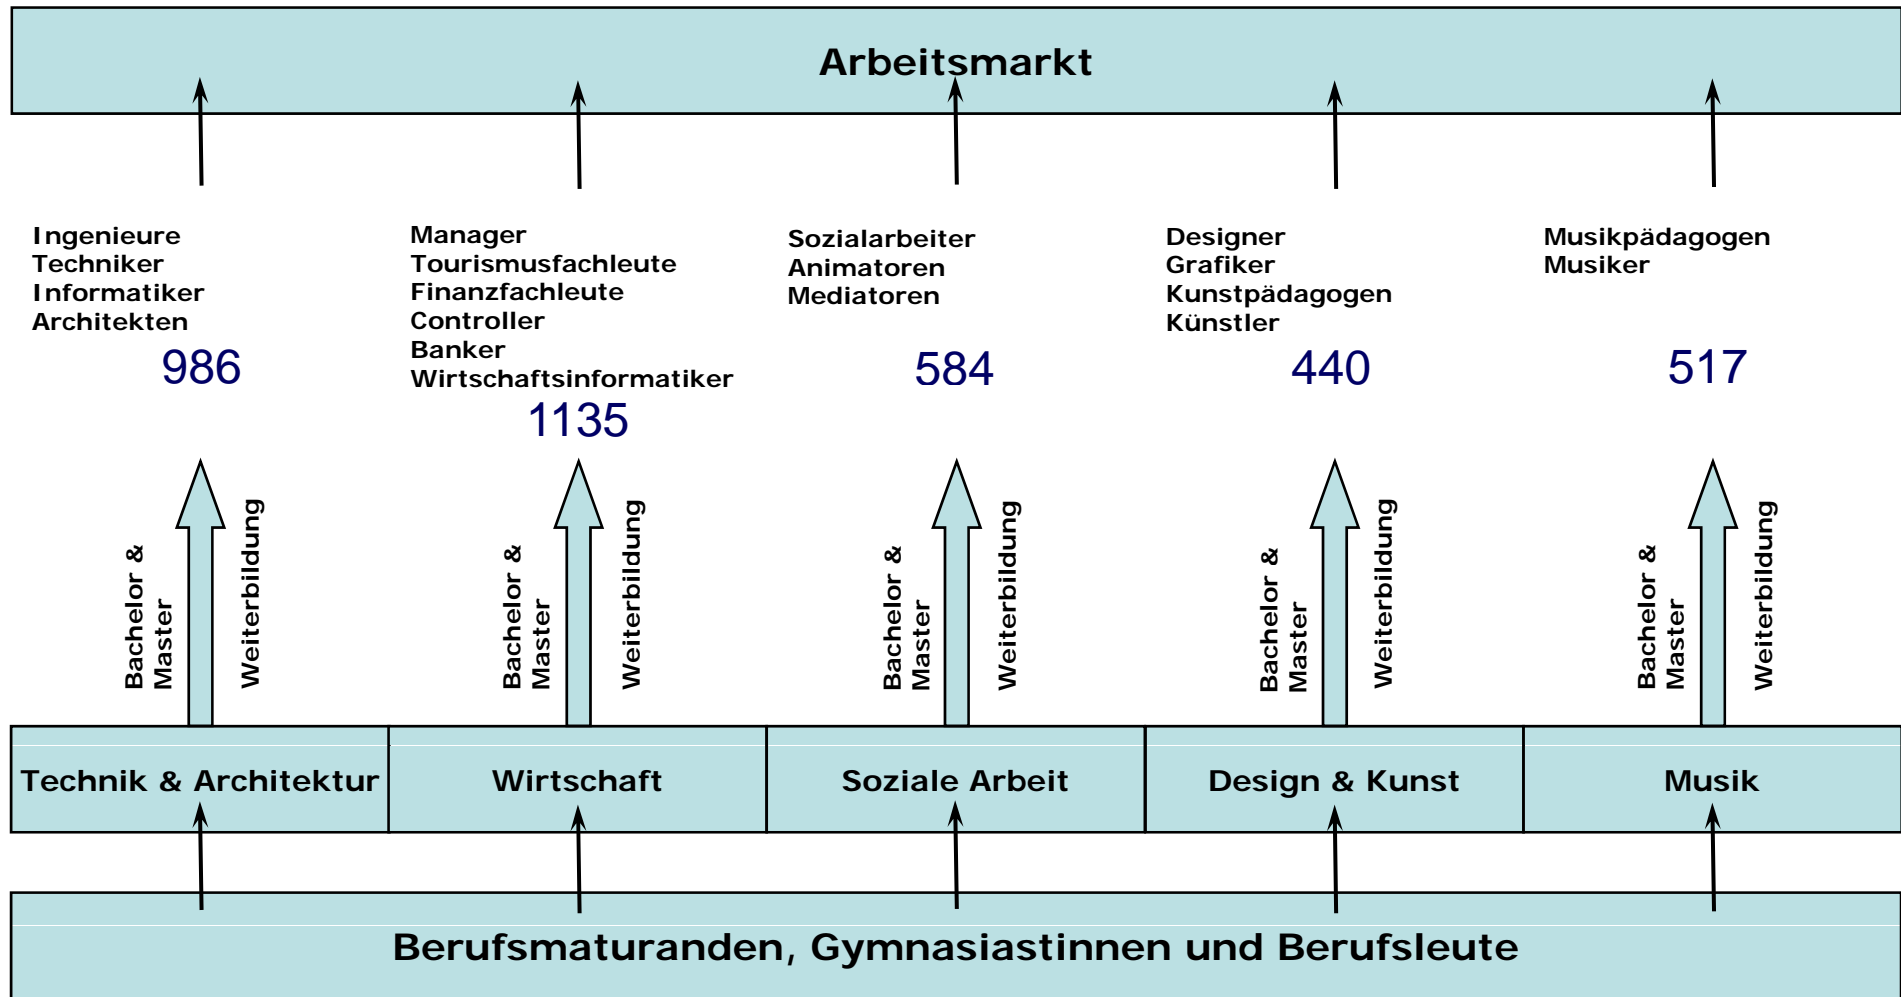 Arbeitsmarkt
Ingenieure
Techniker
Informatiker
Architekten
986
Manager
Tourismusfachleute
Finanzfachleute
Controller
Banker
Wirtschaftsinformatiker
1135
Sozialarbeiter
Animatoren
Mediatoren
584
Designer
Grafiker
Kunstpädagogen
Künstler
440
Musikpädagogen
Musiker
517
Bachelor &
Master
Weiterbildung
Bachelor &
Master
Weiterbildung
Bachelor &
Master
Weiterbildung
Bachelor &
Master
Weiterbildung
Bachelor &
Master
Weiterbildung
Technik & Architektur
Wirtschaft
Soziale Arbeit
Design & Kunst
Musik
Berufsmaturanden, Gymnasiastinnen und Berufsleute